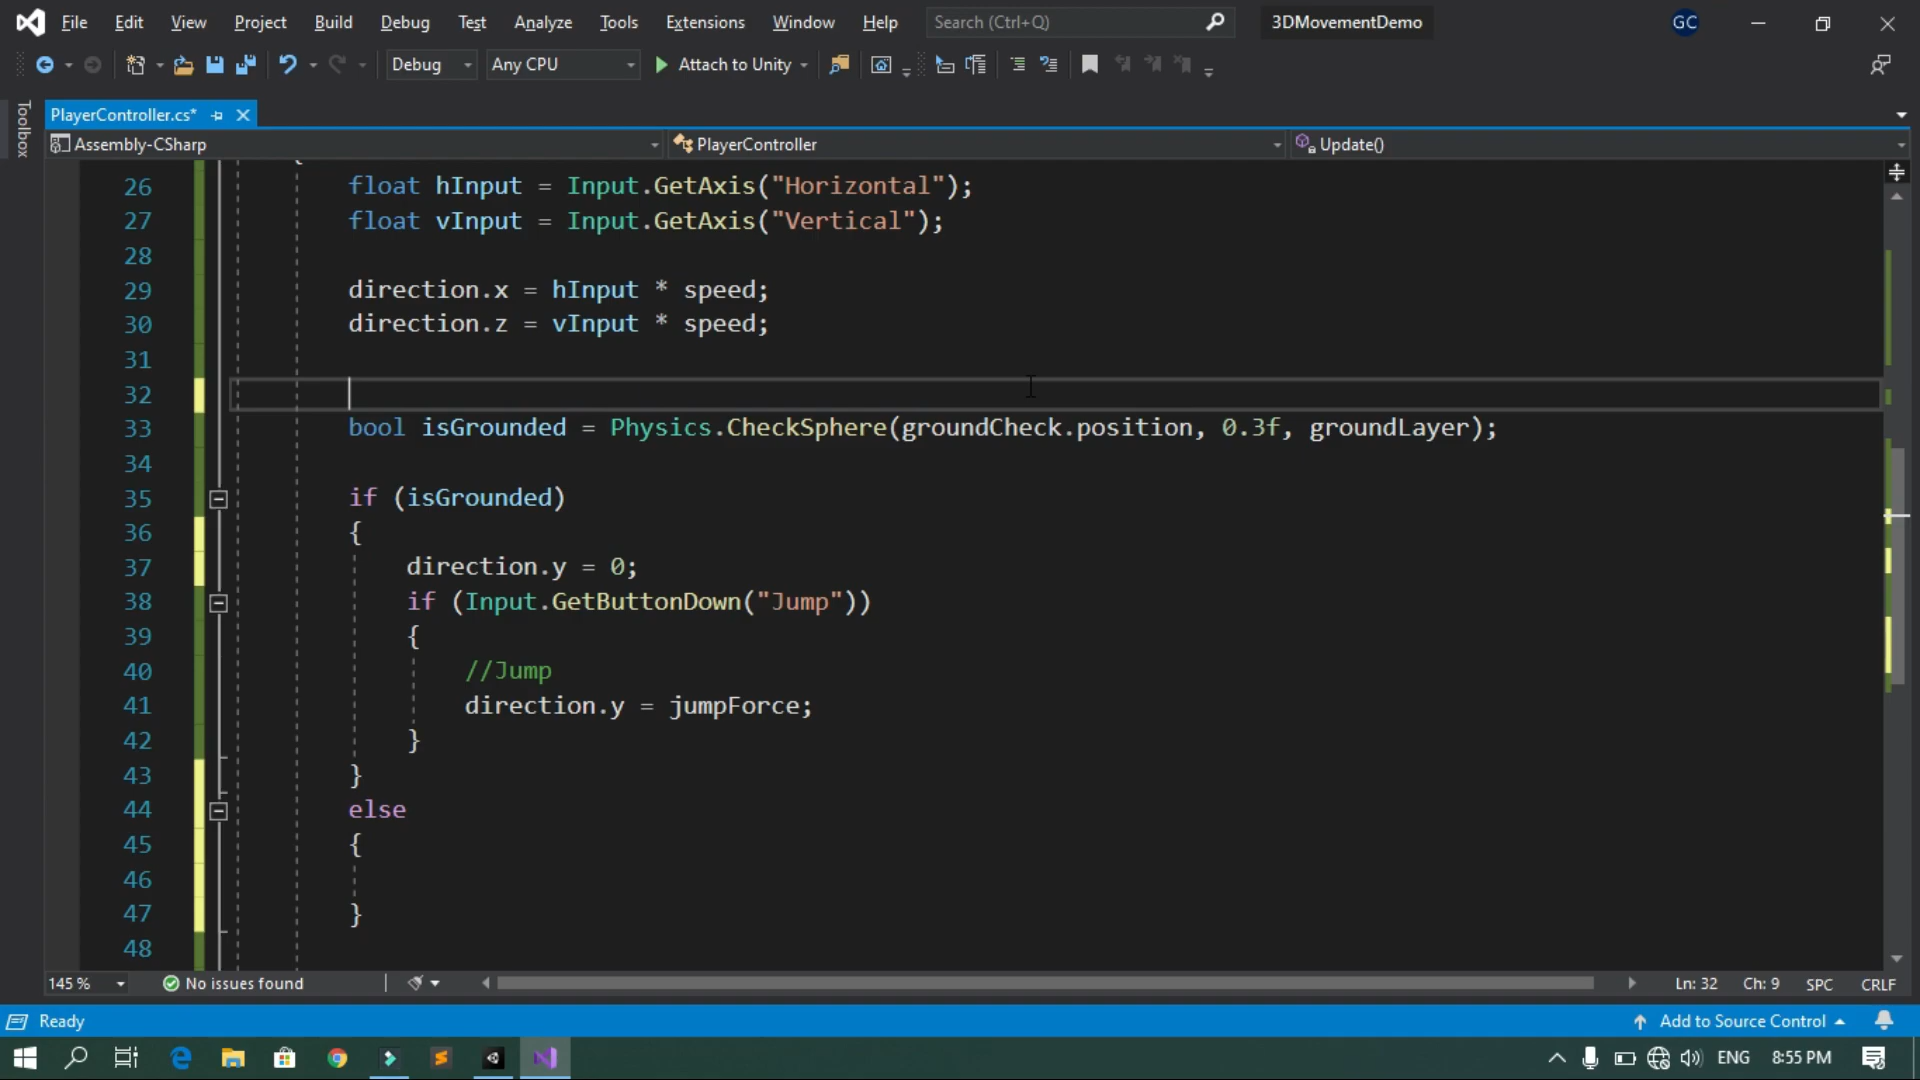 File Edit View Project Build Debug Test Analyze Tools Extensions Window Help Search (Ctrl+Q) 3DMovementDemo GC
Debug Any CPU Attach to Unity
Toolbox
PlayerController.cs*
Assembly-CSharp PlayerController Update()
26 float hInput = Input.GetAxis("Horizontal");
27 float vInput = Input.GetAxis("Vertical");
28
29 direction.x = hInput * speed;
30 direction.z = vInput * speed;
31
32
33 bool isGrounded = Physics.CheckSphere(groundCheck.position, 0.3f, groundLayer);
34
35 if (isGrounded)
36 {
37 direction.y = 0;
38 if (Input.GetButtonDown("Jump"))
39 {
40 //Jump
41 direction.y = jumpForce;
42 }
43 }
44 else
45 {
46
47 }
48
145 % No issues found Ln: 32 Ch: 9 SPC CRLF
Ready Add to Source Control
ENG 8:55 PM